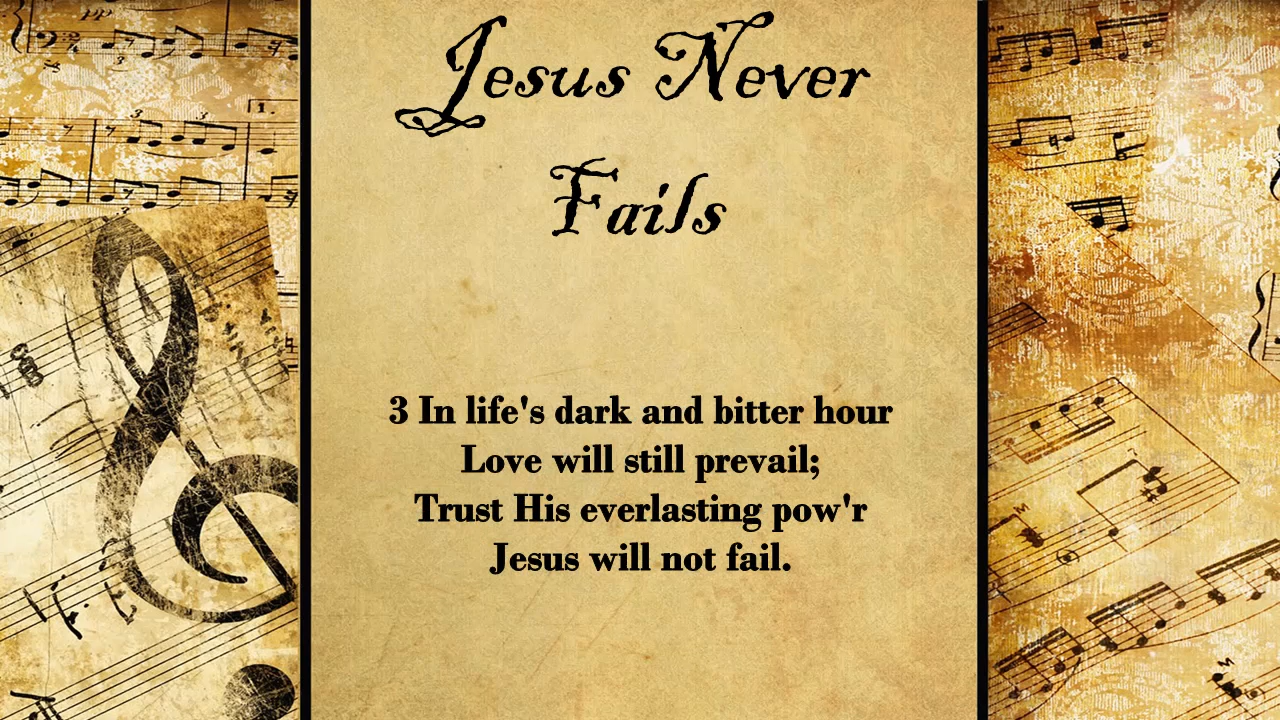 Jesus Never
Fails
3 In life's dark and bitter hour
Love will still prevail;
Trust His everlasting pow'r
Jesus will not fail.